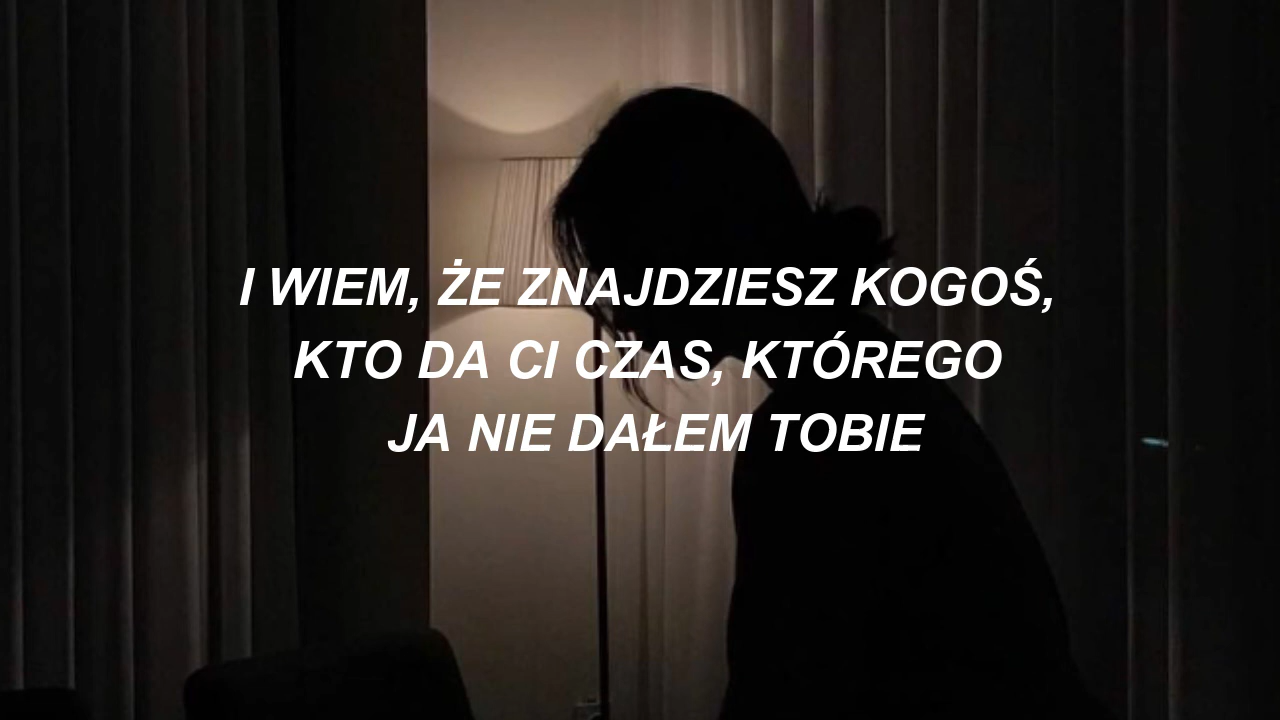 I WIEM, ŻE ZNAJDZIESZ KOGOŚ,
KTO DA CI CZAS, KTÓREGO
JA NIE DAŁEM TOBIE